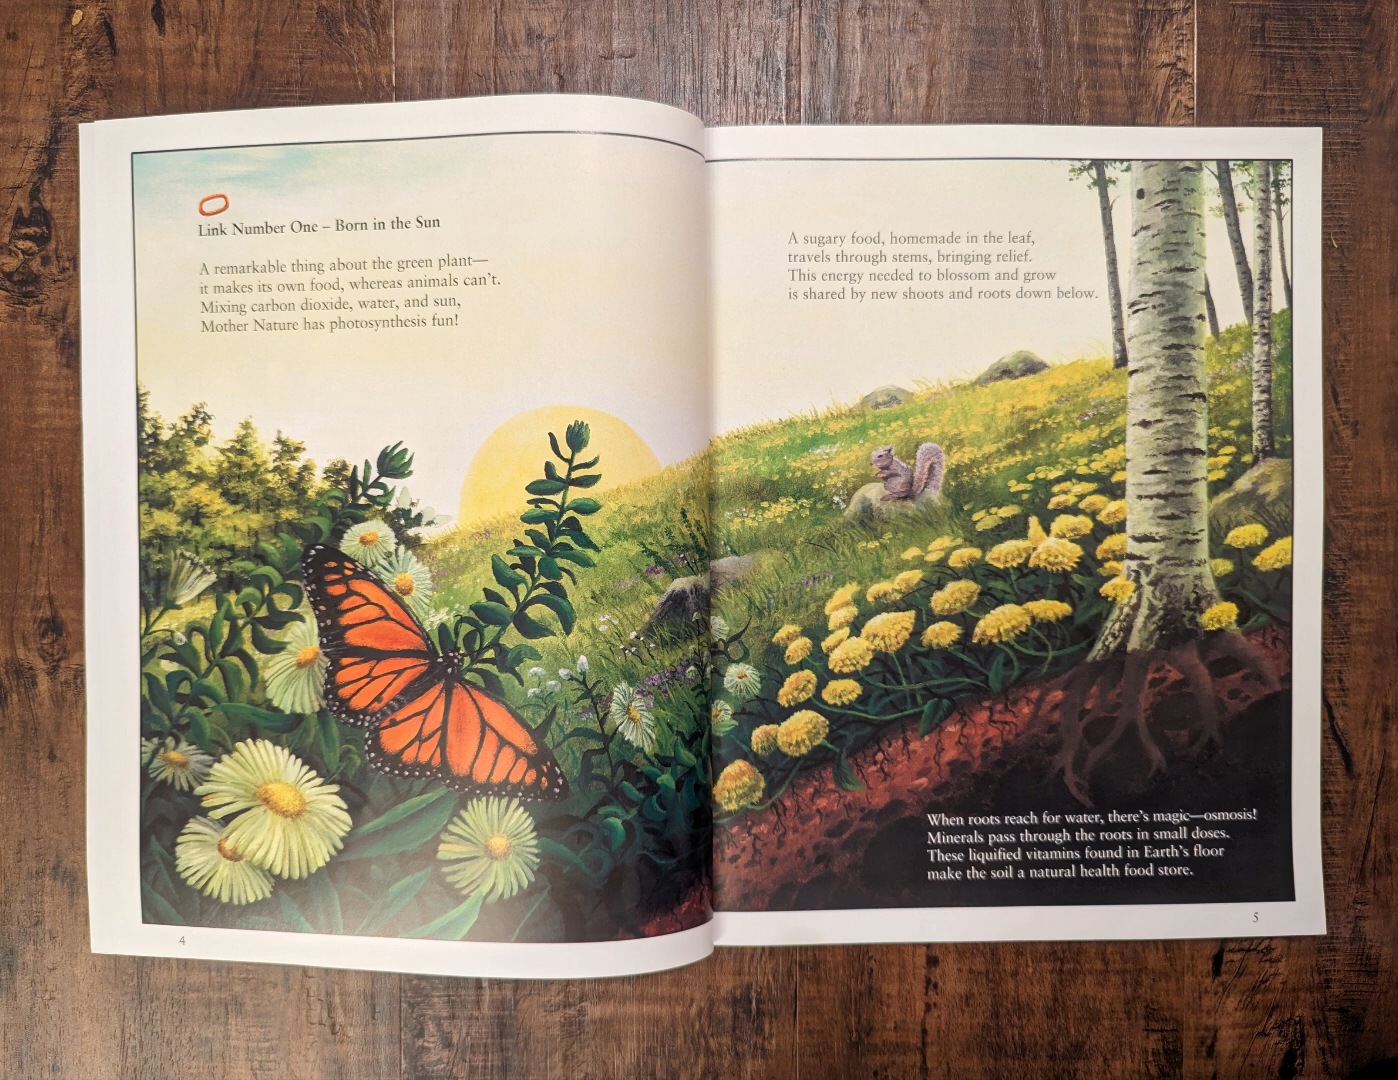 Link Number One – Born in the Sun
A remarkable thing about the green plant—
it makes its own food, whereas animals can't.
Mixing carbon dioxide, water, and sun,
Mother Nature has photosynthesis fun!
4
A sugary food, homemade in the leaf,
travels through stems, bringing relief.
This energy needed to blossom and grow
is shared by new shoots and roots down below.
When roots reach for water, there's magic—osmosis!
Minerals pass through the roots in small doses.
These liquified vitamins found in Earth's floor
make the soil a natural health food store.
5